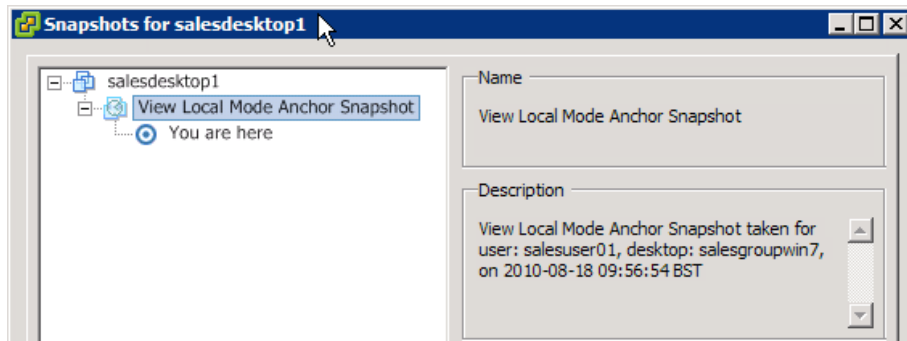 Snapshots for salesdesktop1
salesdesktop1
View Local Mode Anchor Snapshot
You are here
Name
View Local Mode Anchor Snapshot
Description
View Local Mode Anchor Snapshot taken for
user: salesuser01, desktop: salesgroupwin7,
on 2010-08-18 09:56:54 BST